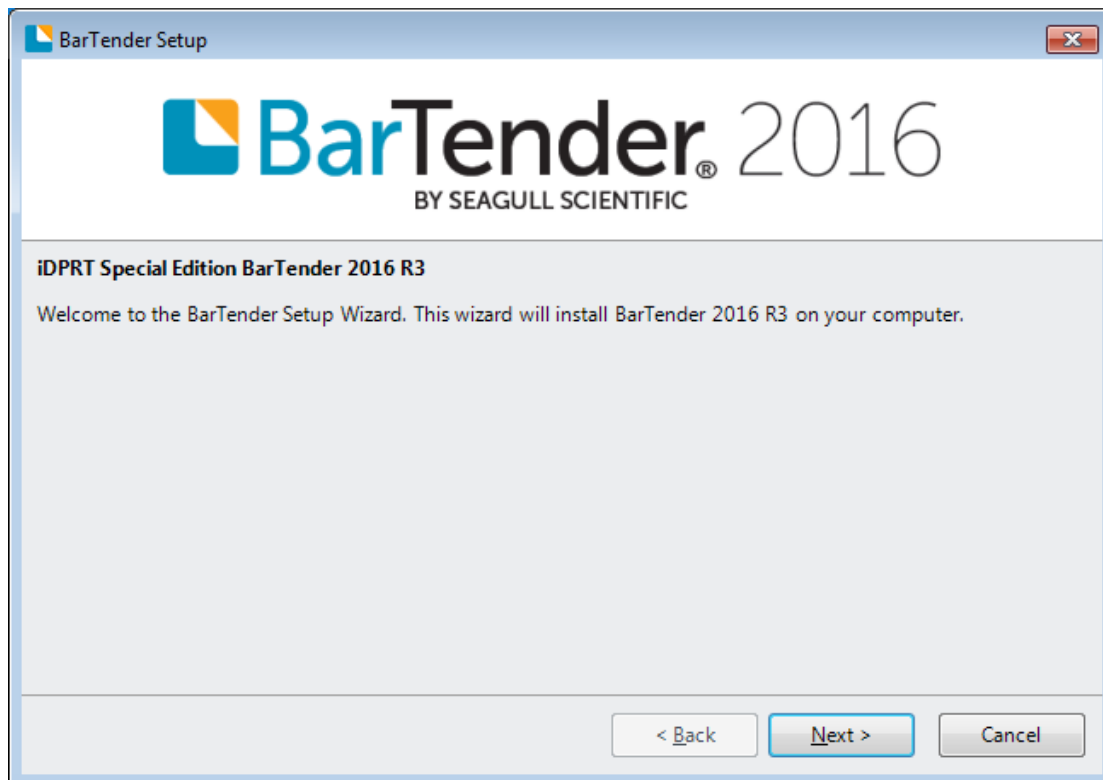 BarTender Setup
BarTender® 2016
BY SEAGULL SCIENTIFIC
iDPRT Special Edition BarTender 2016 R3
Welcome to the BarTender Setup Wizard. This wizard will install BarTender 2016 R3 on your computer.
< Back Next > Cancel